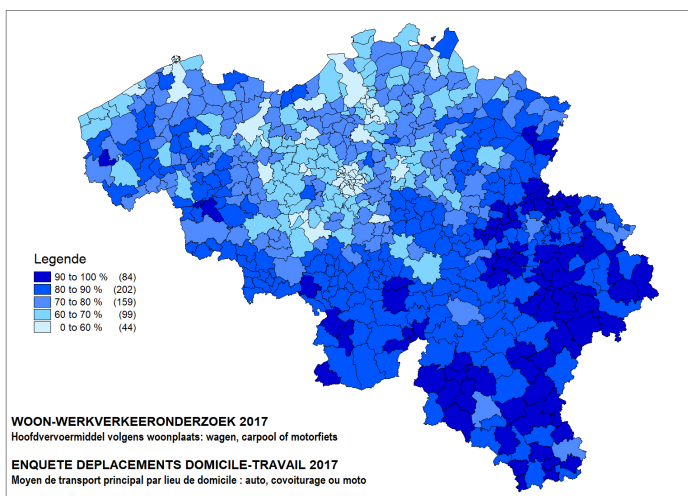 Legende
90 to 100 % (84)
80 to 90 % (202)
70 to 80 % (159)
60 to 70 % (99)
0 to 60 % (44)
WOON-WERKVERKEERONDERZOEK 2017
Hoofdvervoermiddel volgens woonplaats: wagen, carpool of motorfiets
ENQUETE DEPLACEMENTS DOMICILE-TRAVAIL 2017
Moyen de transport principal par lieu de domicile : auto, covoiturage ou moto